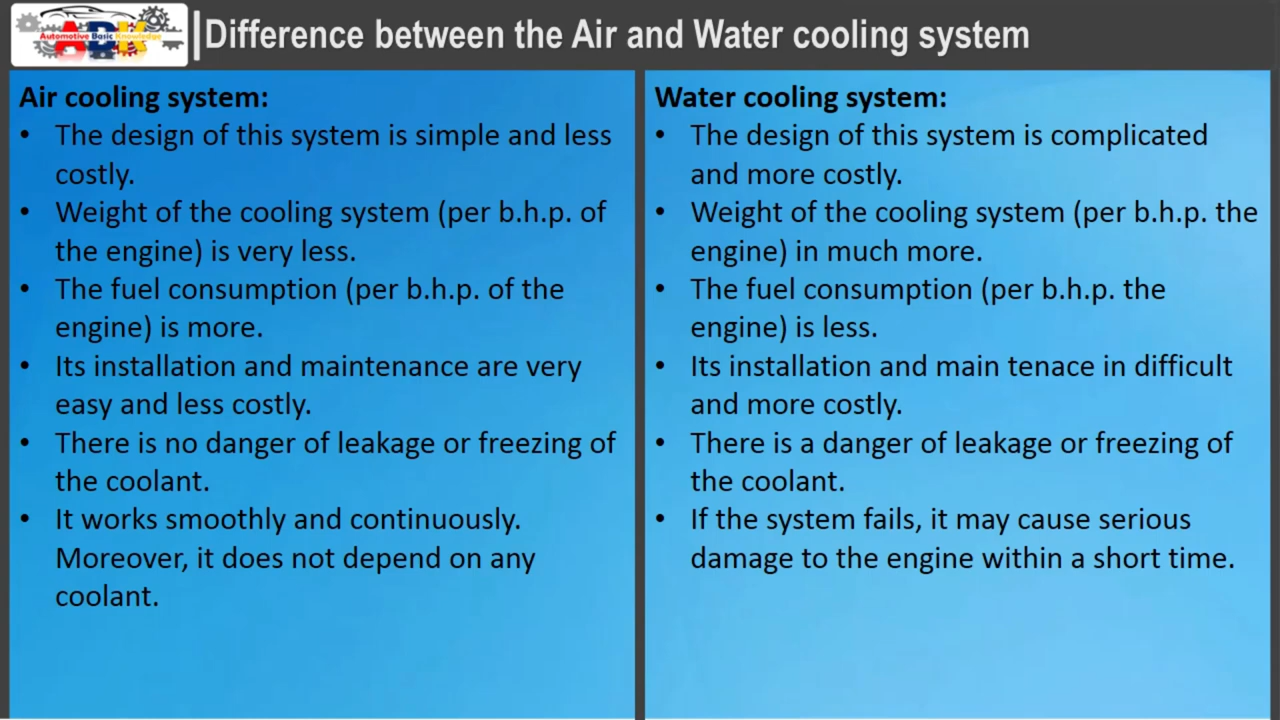 Automotive Basic Knowledge
ABK
Difference between the Air and Water cooling system
Air cooling system:
• The design of this system is simple and less
costly.
• Weight of the cooling system (per b.h.p. of
the engine) is very less.
• The fuel consumption (per b.h.p. of the
engine) is more.
• Its installation and maintenance are very
easy and less costly.
• There is no danger of leakage or freezing of
the coolant.
• It works smoothly and continuously.
Moreover, it does not depend on any
coolant.
Water cooling system:
• The design of this system is complicated
and more costly.
• Weight of the cooling system (per b.h.p. the
engine) in much more.
• The fuel consumption (per b.h.p. the
engine) is less.
• Its installation and main tenace in difficult
and more costly.
• There is a danger of leakage or freezing of
the coolant.
• If the system fails, it may cause serious
damage to the engine within a short time.